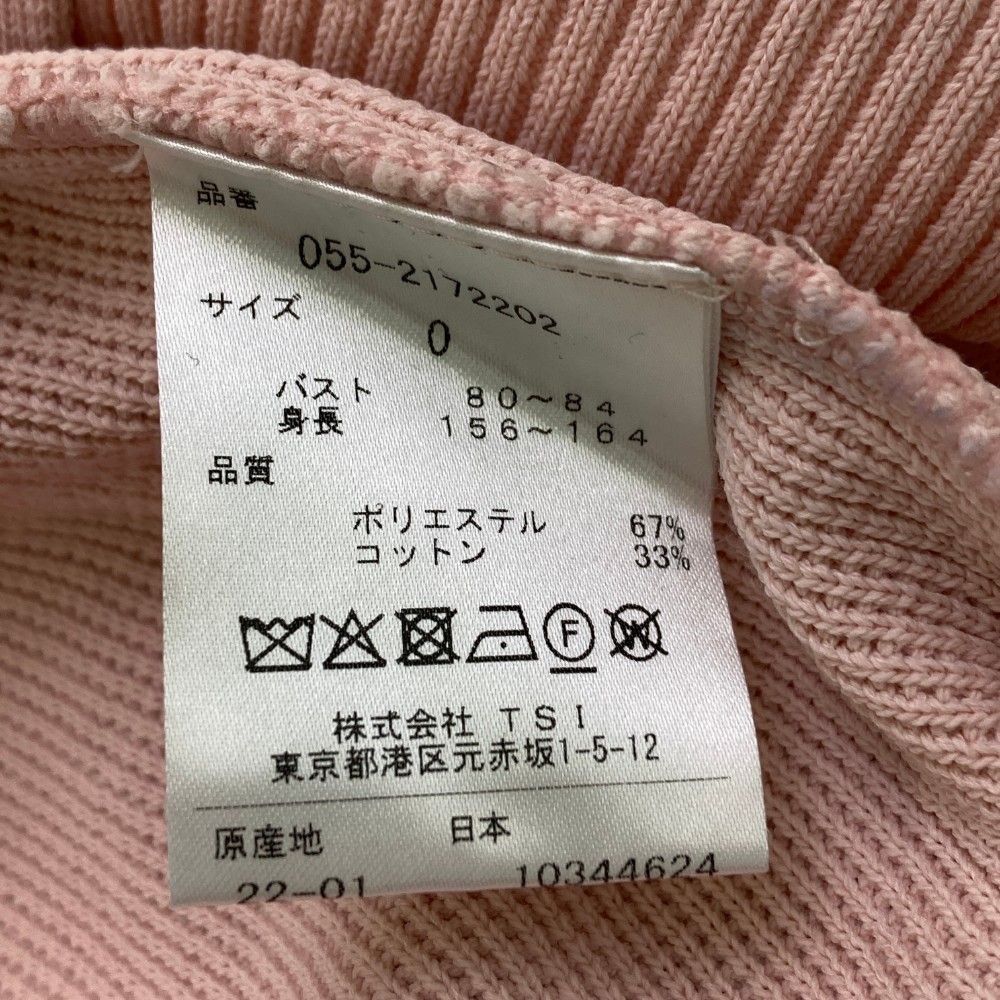 品番
055-2172202
サイズ
0
バスト 80～84
身長 156～164
品質
ポリエステル 67%
コットン 33%
F W
株式会社 TSI
東京都港区元赤坂1-5-12
原産地 日本
22-01 10344624